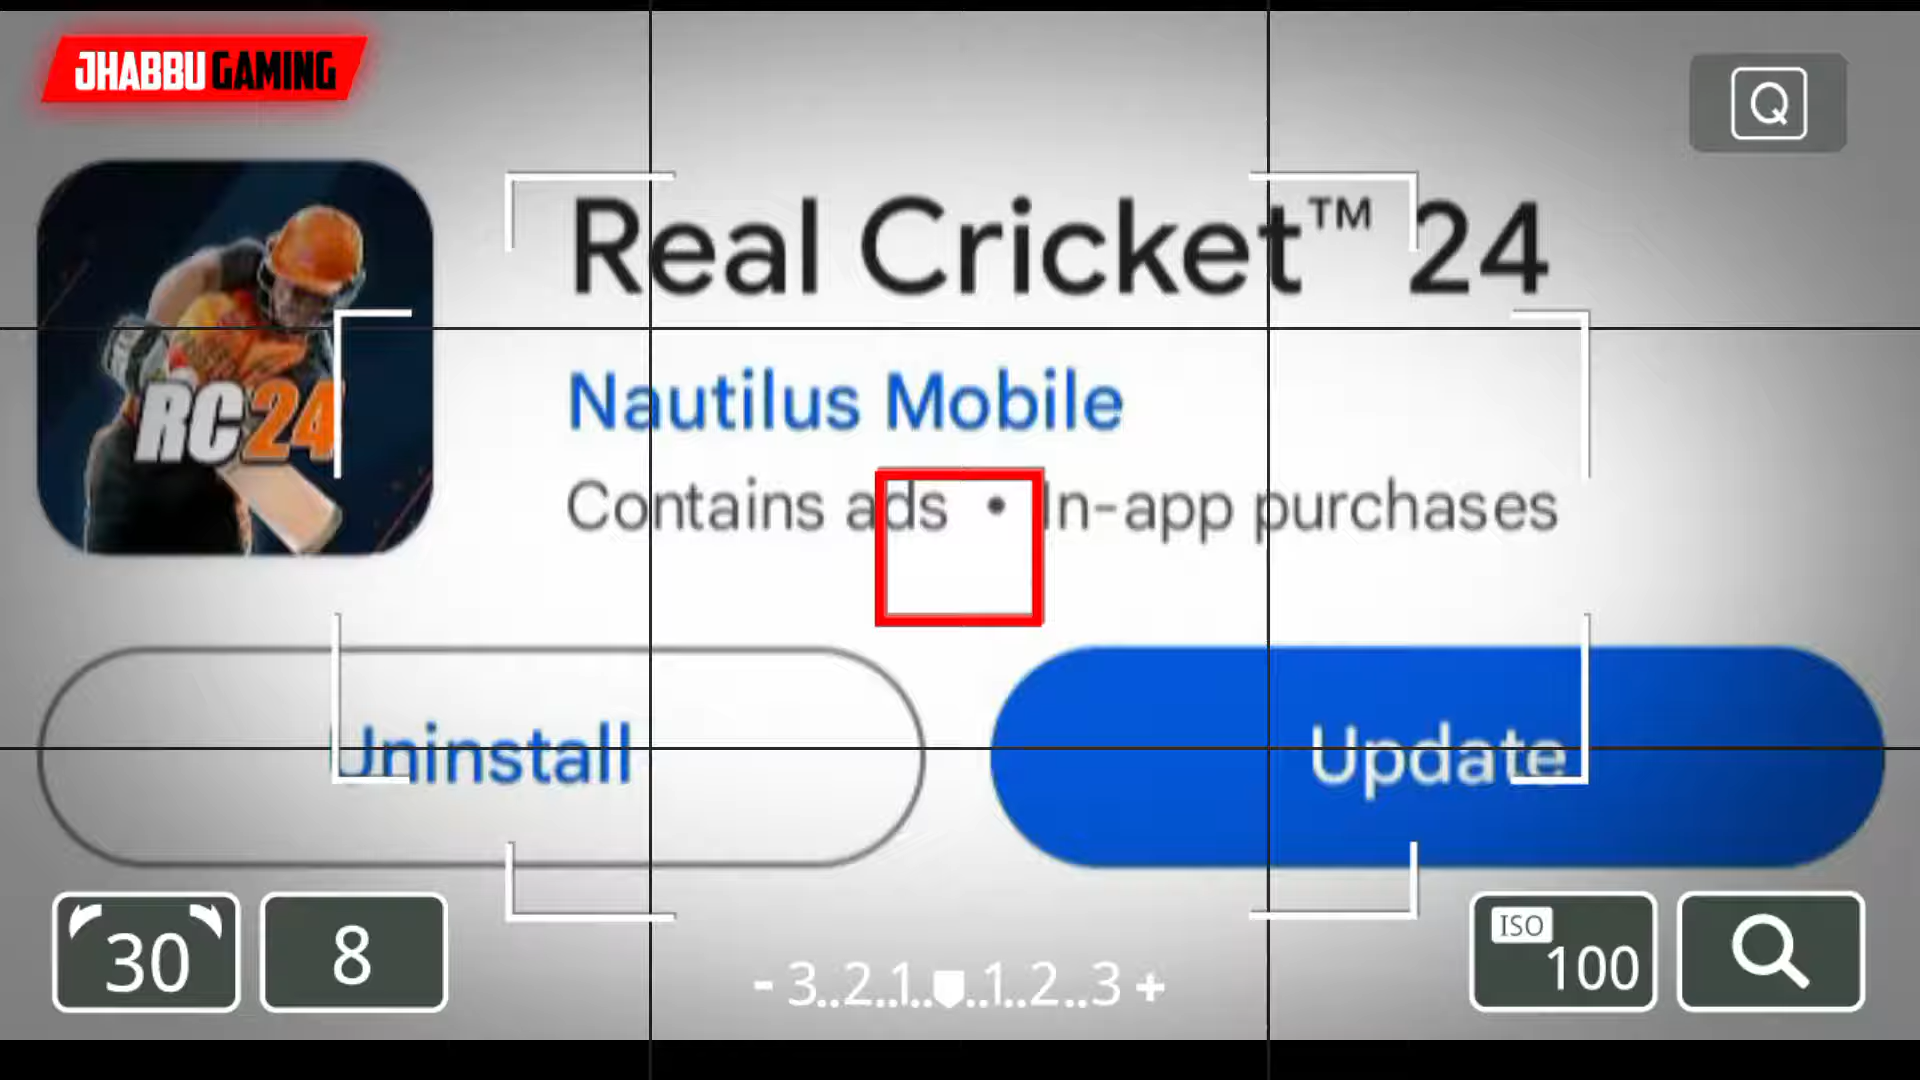 JHABBU GAMING
Q
Real Cricket™ 24
Nautilus Mobile
RC24
Contains ads • In-app purchases
Uninstall
Update
30
8
- 3..2..1..■..1..2..3 +
ISO
100